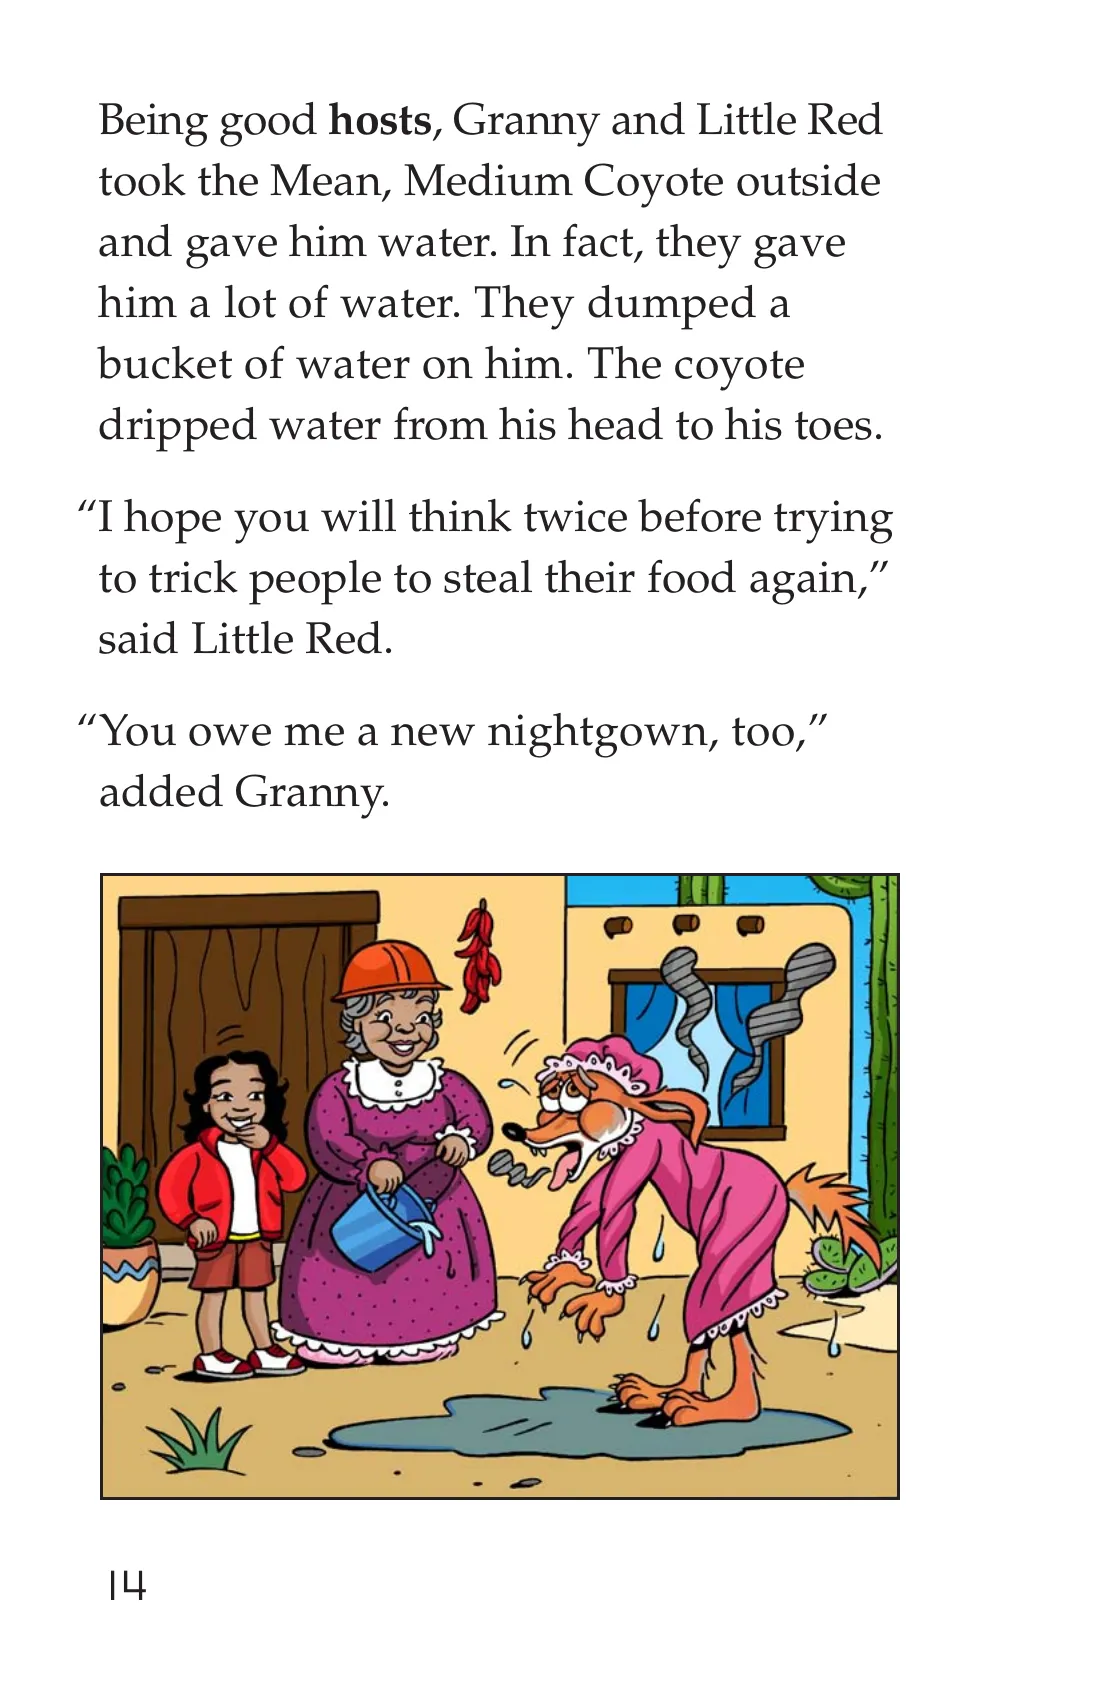 Being good hosts, Granny and Little Red
took the Mean, Medium Coyote outside
and gave him water. In fact, they gave
him a lot of water. They dumped a
bucket of water on him. The coyote
dripped water from his head to his toes.
“I hope you will think twice before trying
to trick people to steal their food again,”
said Little Red.
“You owe me a new nightgown, too,”
added Granny.
14